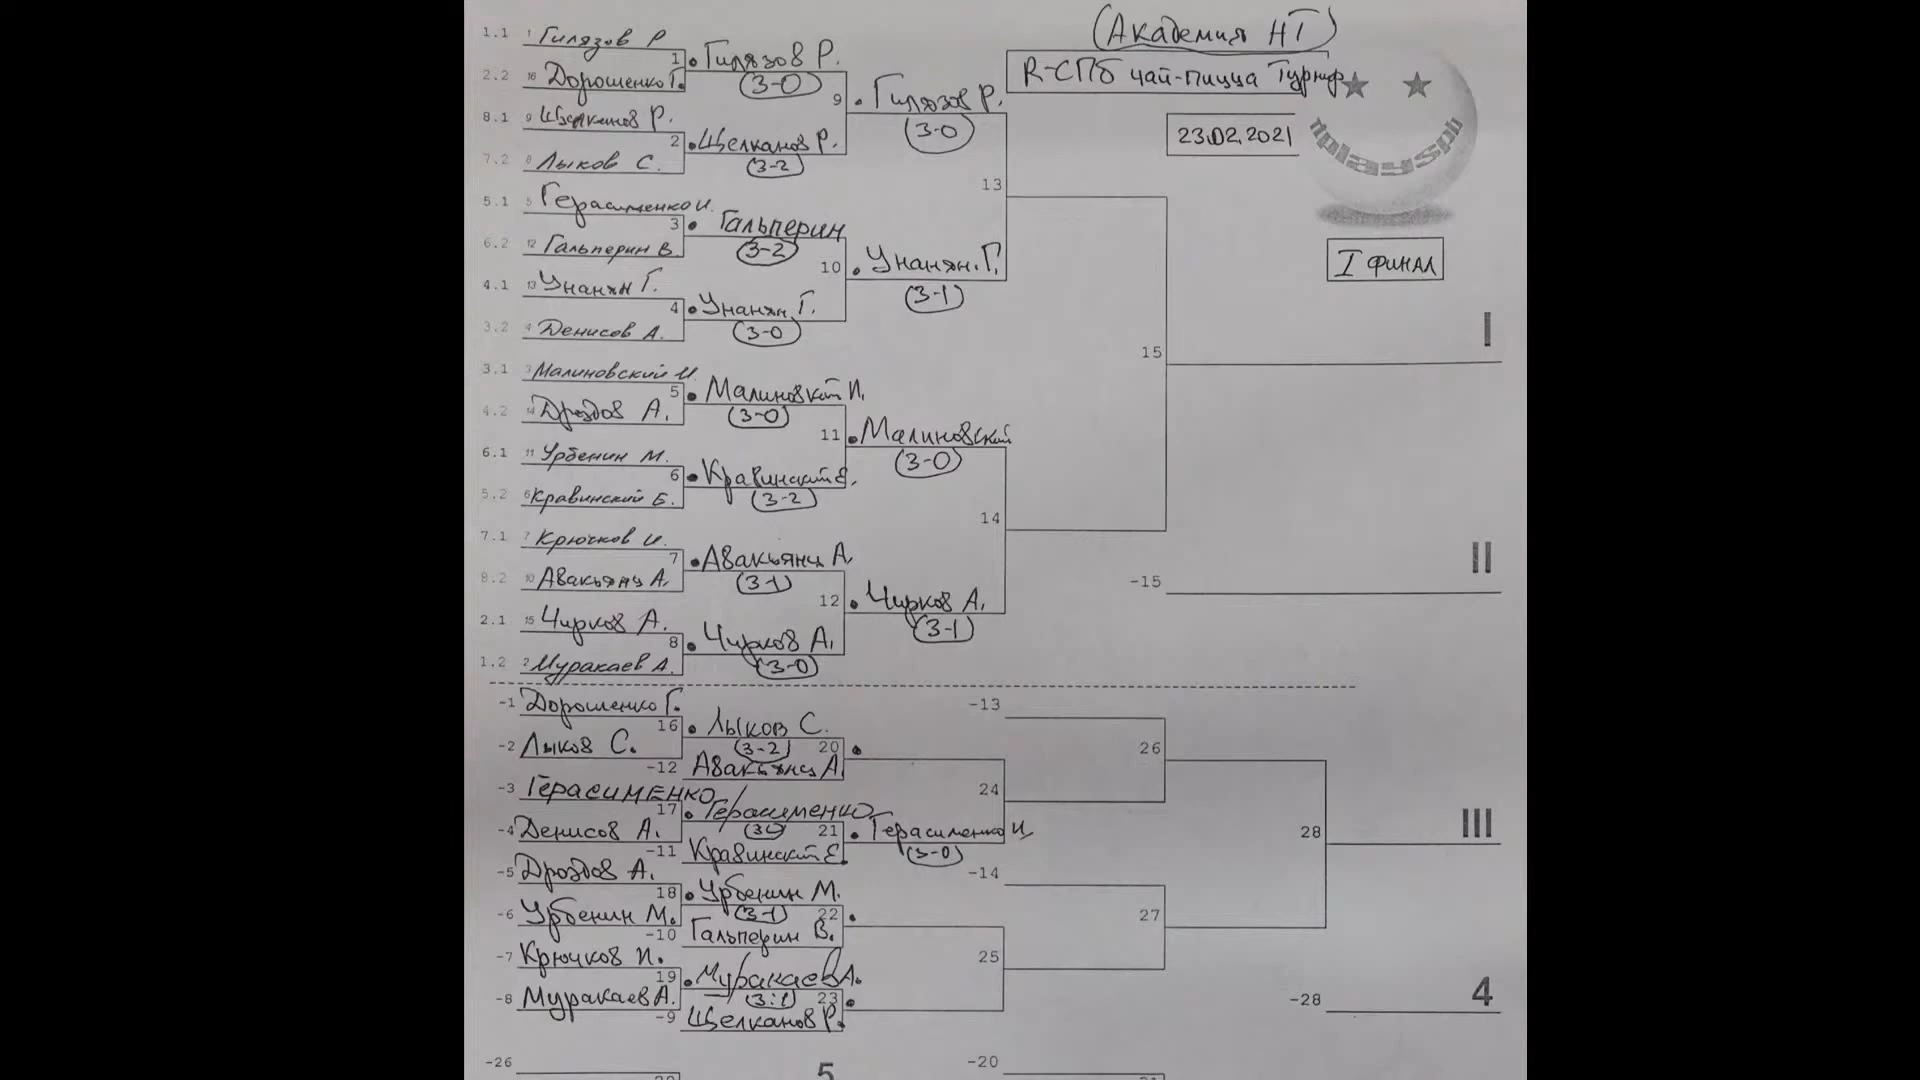 (Академия НТ)
R-СПб чай-пицца Турнир
23.02.2021
nplayspb
I финал
1.1 1 Гилязов Р
1 Гилязов Р.
2.2 16 Дорошенко Г.
(3-0)
9 Гилязов Р.
8.1 9 Щелканов Р.
(3-0)
2 Щелканов Р.
7.2 8 Лыков С.
(3-2)
13
5.1 5 Герасименко И.
3 Гальперин
6.2 12 Гальперин В.
(3-2)
10 Унанян Г.
4.1 13 Унанян Г.
(3-1)
4 Унанян Г.
3.2 4 Денисов А.
(3-0)
I
15
3.1 3 Малиновский И
5 Малиновский И.
4.2 14 Дроздов А.
(3-0)
11 Малиновский
6.1 11 Урбенин М.
(3-0)
6 Кравинский Е.
5.2 6 Кравинский Е.
(3-2)
14
7.1 7 Крючков И.
7 Авакьянц А.
8.2 10 Авакьянц А.
(3-1)
II
-15
12 Чирков А.
2.1 15 Чирков А.
(3-1)
8 Чирков А.
1.2 2 Муракаев А.
(3-0)
-1 Дорошенко Г.
-13
16 Лыков С.
-2 Лыков С.
(3-2)
20
26
-12 Авакьянц А.
-3 Герасименко
24
17 Герасименко
-4 Денисов А.
21 Герасименко И.
(3-0)
28
III
-11 Кравинский Е.
-5 Дроздов А.
-14
18 Урбенин М.
-6 Урбенин М.
(3-1)
22
27
-10 Гальперин В.
-7 Крючков И.
25
19 Муракаев А.
-8 Муракаев А.
(3:1)
23
-28
4
-9 Щелканов Р.
-26
5
-20